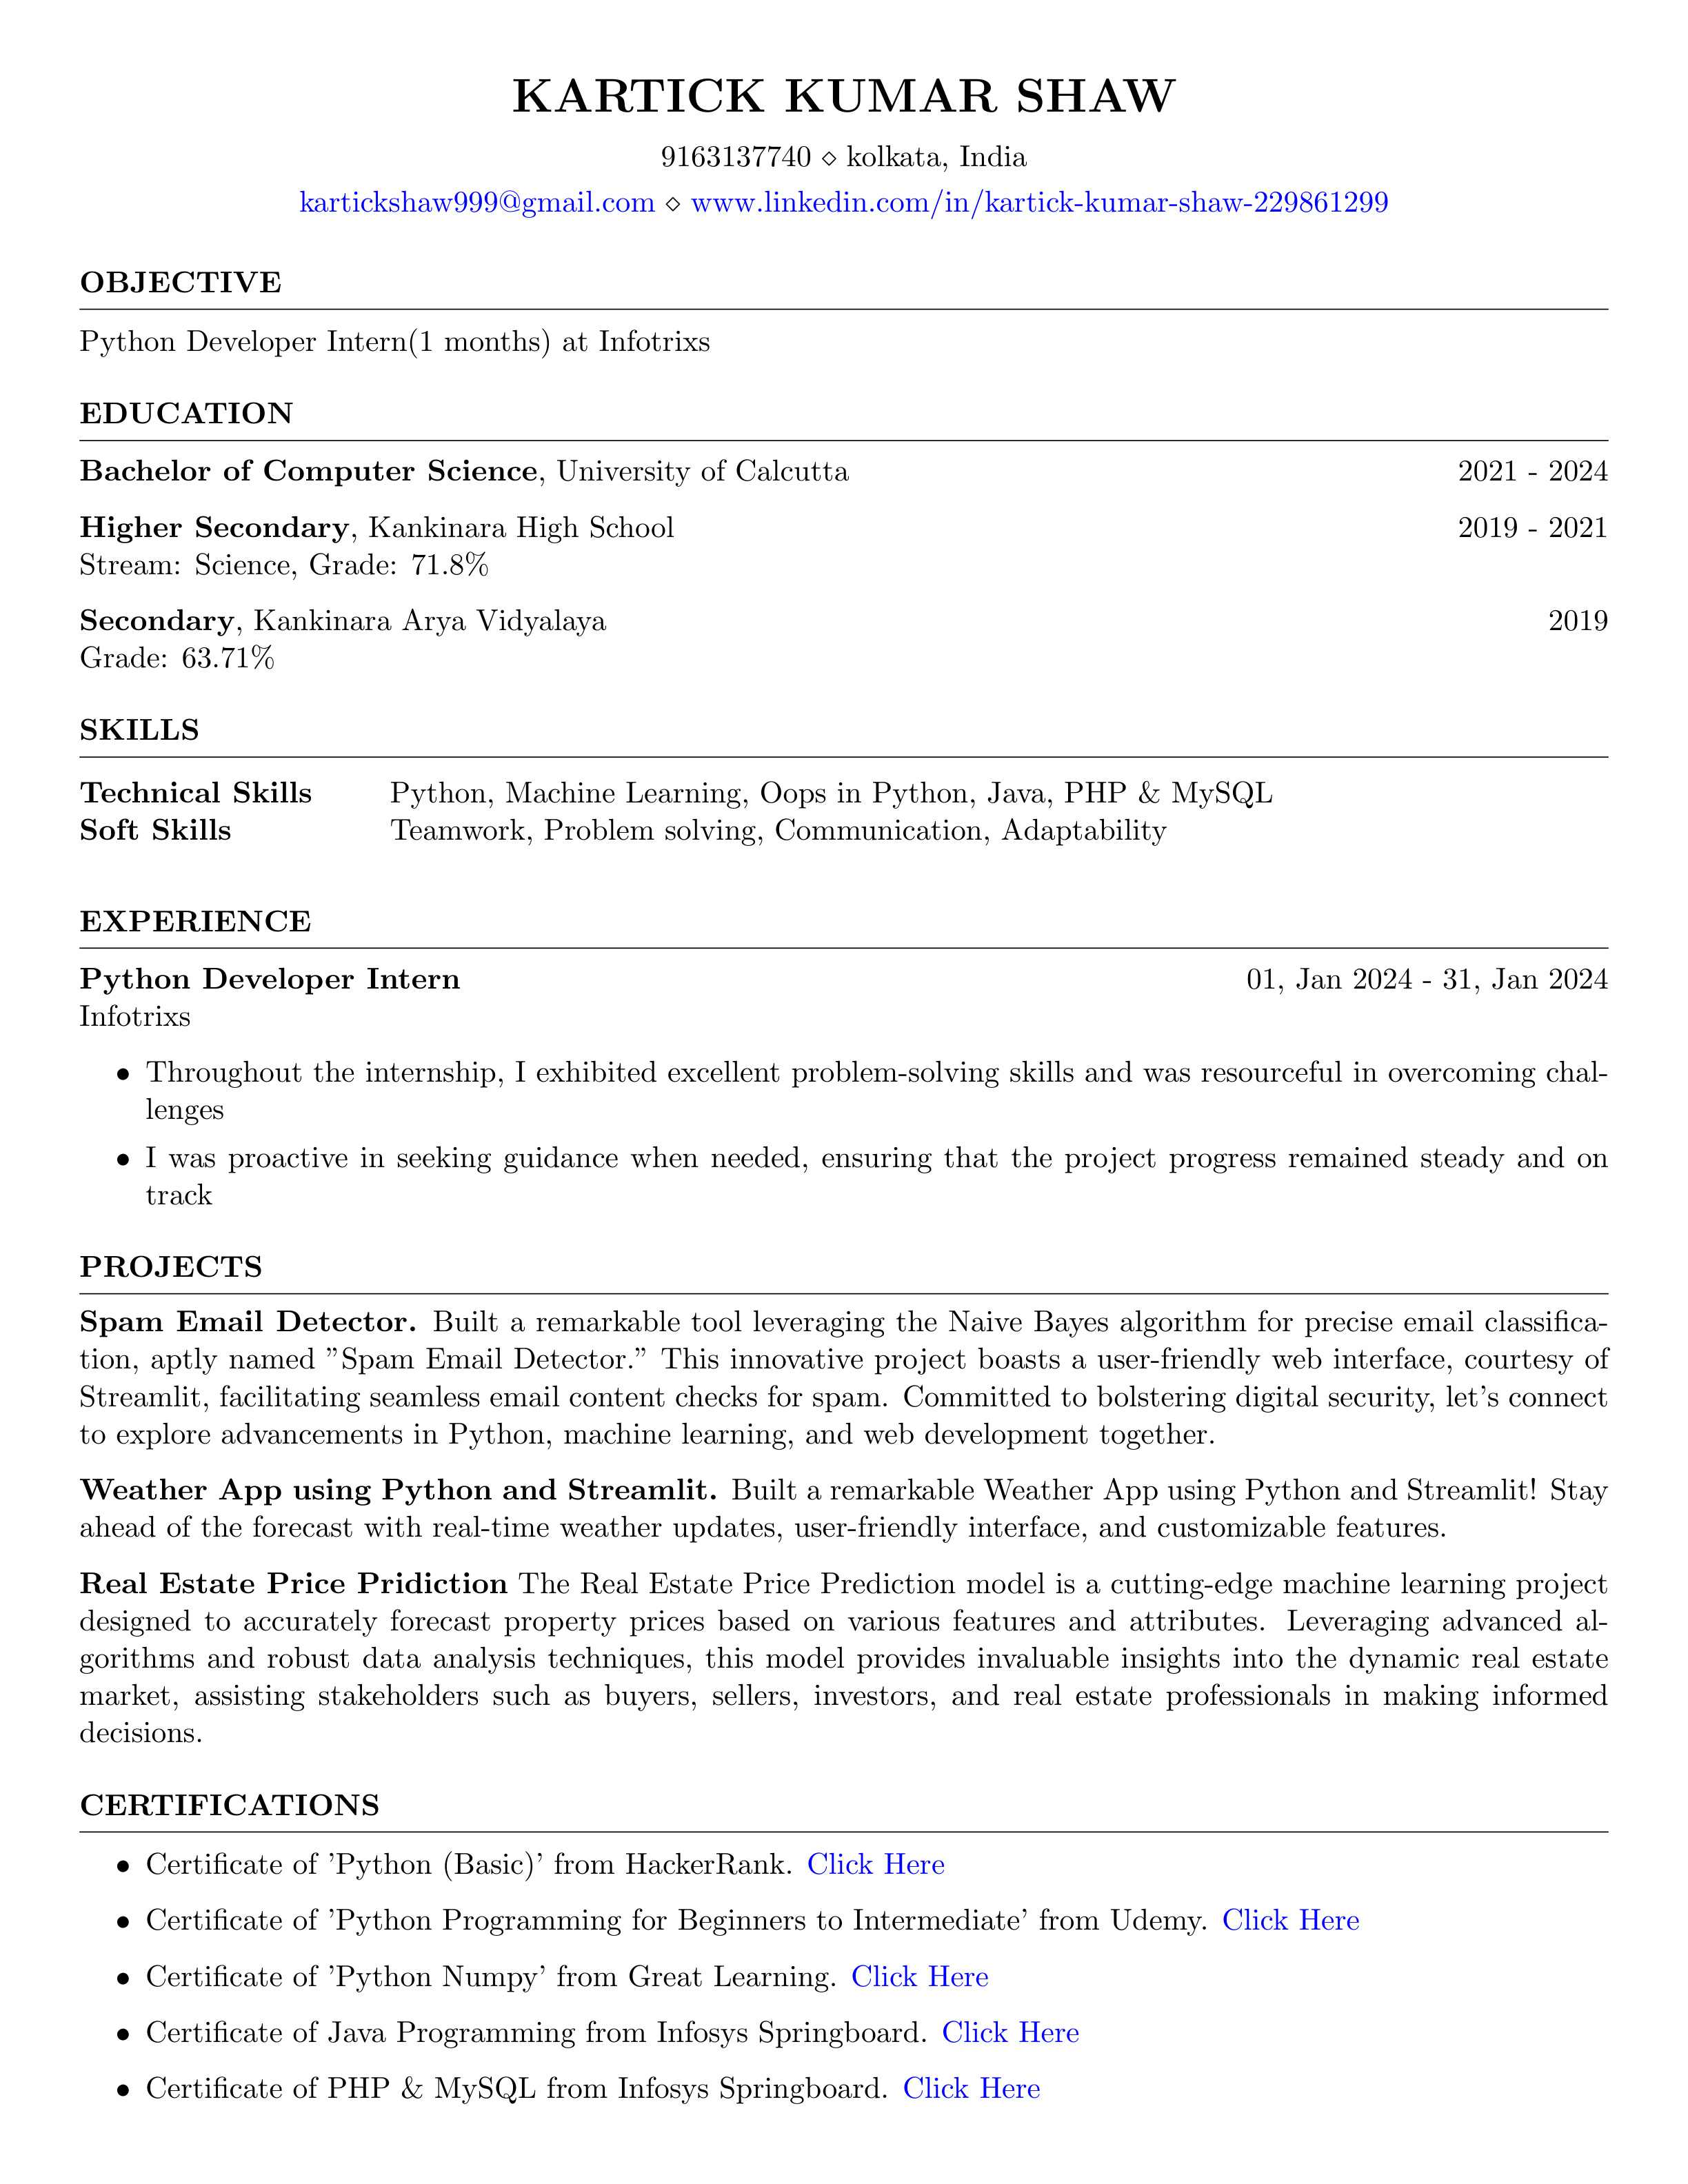 KARTICK KUMAR SHAW
9163137740 ⋄ kolkata, India
kartickshaw999@gmail.com ⋄ www.linkedin.com/in/kartick-kumar-shaw-229861299
OBJECTIVE
Python Developer Intern(1 months) at Infotrixs
EDUCATION
Bachelor of Computer Science, University of Calcutta 2021 - 2024
Higher Secondary, Kankinara High School 2019 - 2021
Stream: Science, Grade: 71.8%
Secondary, Kankinara Arya Vidyalaya 2019
Grade: 63.71%
SKILLS
Technical Skills Python, Machine Learning, Oops in Python, Java, PHP & MySQL
Soft Skills Teamwork, Problem solving, Communication, Adaptability
EXPERIENCE
Python Developer Intern 01, Jan 2024 - 31, Jan 2024
Infotrixs
• Throughout the internship, I exhibited excellent problem-solving skills and was resourceful in overcoming chal-
lenges
• I was proactive in seeking guidance when needed, ensuring that the project progress remained steady and on
track
PROJECTS
Spam Email Detector. Built a remarkable tool leveraging the Naive Bayes algorithm for precise email classifica-
tion, aptly named ”Spam Email Detector.” This innovative project boasts a user-friendly web interface, courtesy of
Streamlit, facilitating seamless email content checks for spam. Committed to bolstering digital security, let’s connect
to explore advancements in Python, machine learning, and web development together.
Weather App using Python and Streamlit. Built a remarkable Weather App using Python and Streamlit! Stay
ahead of the forecast with real-time weather updates, user-friendly interface, and customizable features.
Real Estate Price Pridiction The Real Estate Price Prediction model is a cutting-edge machine learning project
designed to accurately forecast property prices based on various features and attributes. Leveraging advanced al-
gorithms and robust data analysis techniques, this model provides invaluable insights into the dynamic real estate
market, assisting stakeholders such as buyers, sellers, investors, and real estate professionals in making informed
decisions.
CERTIFICATIONS
• Certificate of ’Python (Basic)’ from HackerRank. Click Here
• Certificate of ’Python Programming for Beginners to Intermediate’ from Udemy. Click Here
• Certificate of ’Python Numpy’ from Great Learning. Click Here
• Certificate of Java Programming from Infosys Springboard. Click Here
• Certificate of PHP & MySQL from Infosys Springboard. Click Here